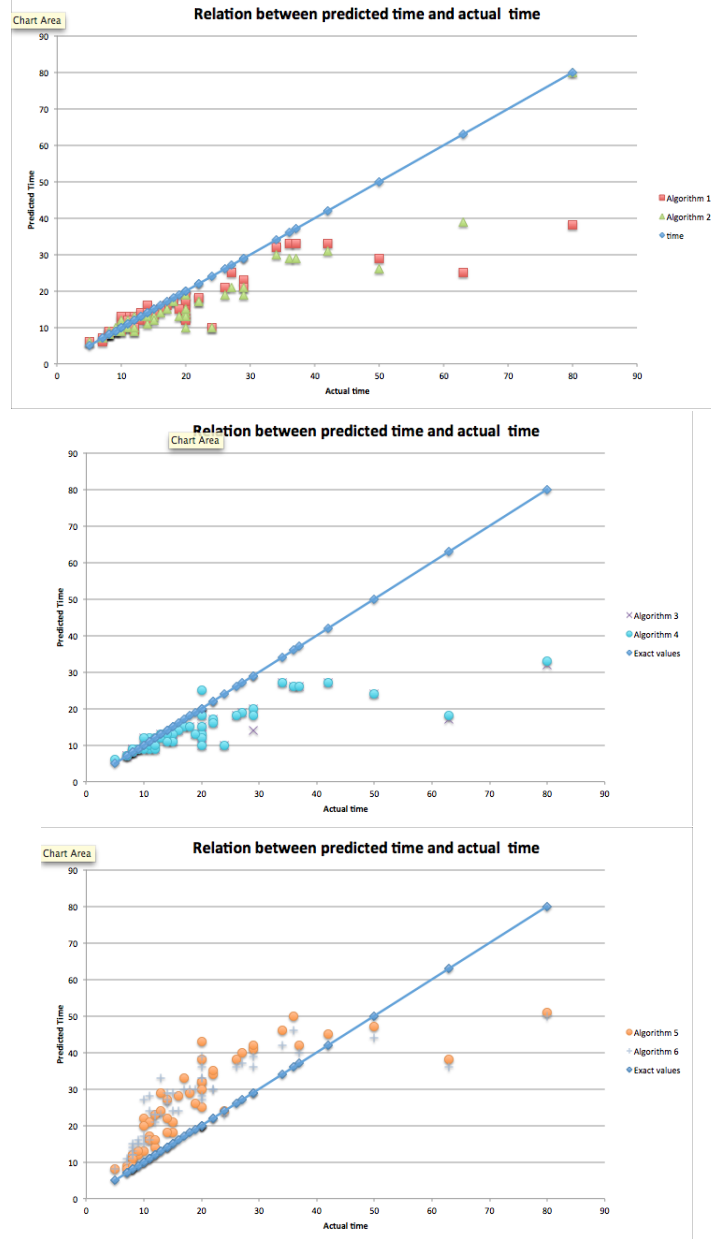 Relation between predicted time and actual  time
Chart Area
90
80
70
60
50
40
30
20
10
0
Predicted Time
0 10 20 30 40 50 60 70 80 90
Actual time
Algorithm 1
Algorithm 2
time
Relation between predicted time and actual  time
Chart Area
90
80
70
60
50
40
30
20
10
0
Predicted Time
0 10 20 30 40 50 60 70 80 90
Actual time
Algorithm 3
Algorithm 4
Exact values
Relation between predicted time and actual  time
Chart Area
90
80
70
60
50
40
30
20
10
0
Predicted Time
0 10 20 30 40 50 60 70 80 90
Actual time
Algorithm 5
Algorithm 6
Exact values